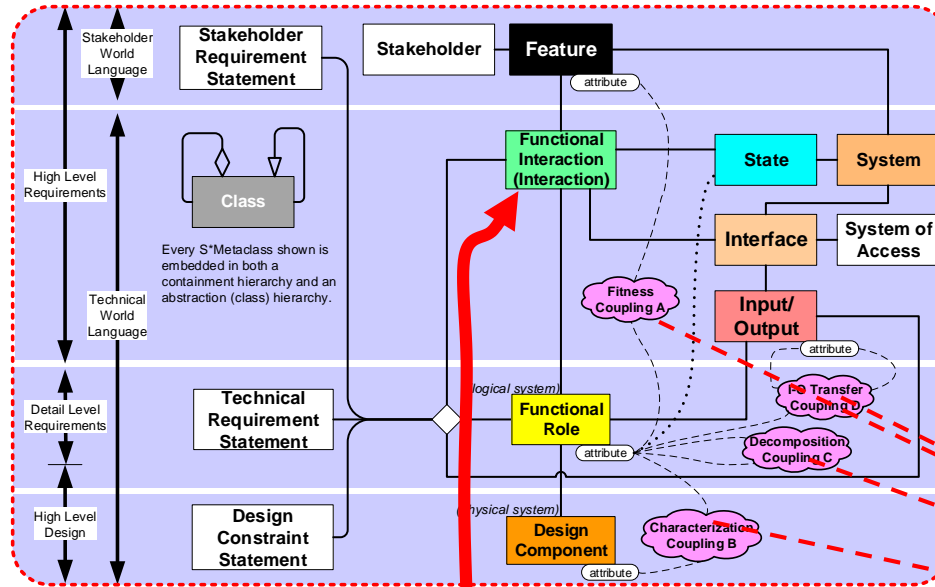 Stakeholder
World
Language
Stakeholder
Requirement
Statement
Stakeholder
Feature
attribute
High Level
Requirements
Technical
World
Language
Class
Every S*Metaclass shown is
embedded in both a
containment hierarchy and an
abstraction (class) hierarchy.
Functional
Interaction
(Interaction)
State
System
Interface
System of
Access
Fitness
Coupling A
Input/
Output
attribute
Detail Level
Requirements
Technical
Requirement
Statement
logical system)
Functional
Role
attribute
I-O Transfer
Coupling D
Decomposition
Coupling C
High Level
Design
Design
Constraint
Statement
(physical system)
Design
Component
attribute
Characterization
Coupling B